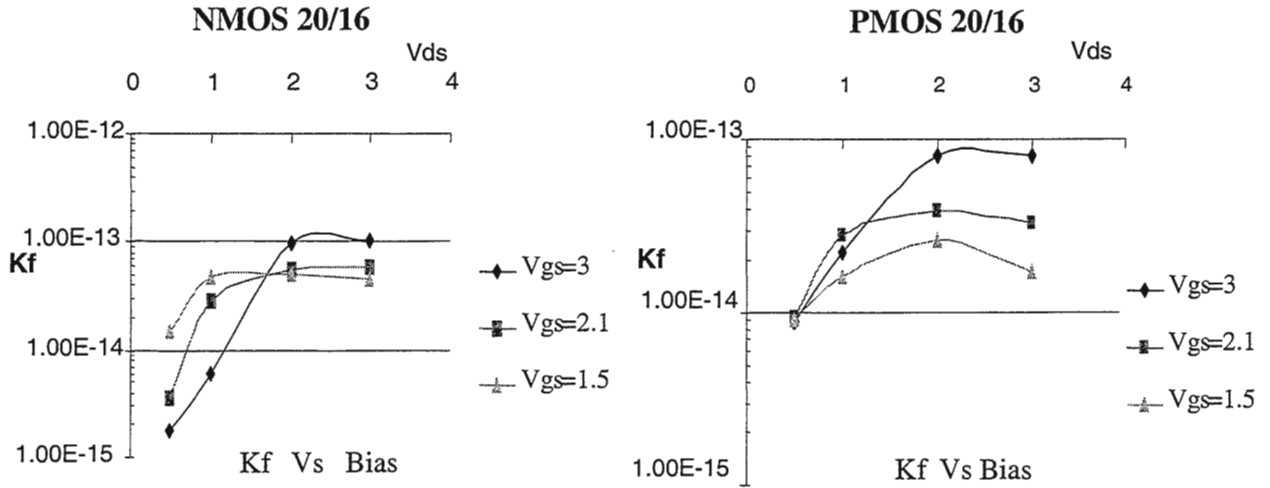 NMOS 20/16
Vds
0 1 2 3 4
1.00E-12
1.00E-13
Kf
1.00E-14
1.00E-15
Vgs=3
Vgs=2.1
Vgs=1.5
Kf Vs Bias
PMOS 20/16
Vds
0 1 2 3 4
1.00E-13
Kf
1.00E-14
1.00E-15
Vgs=3
Vgs=2.1
Vgs=1.5
Kf Vs Bias